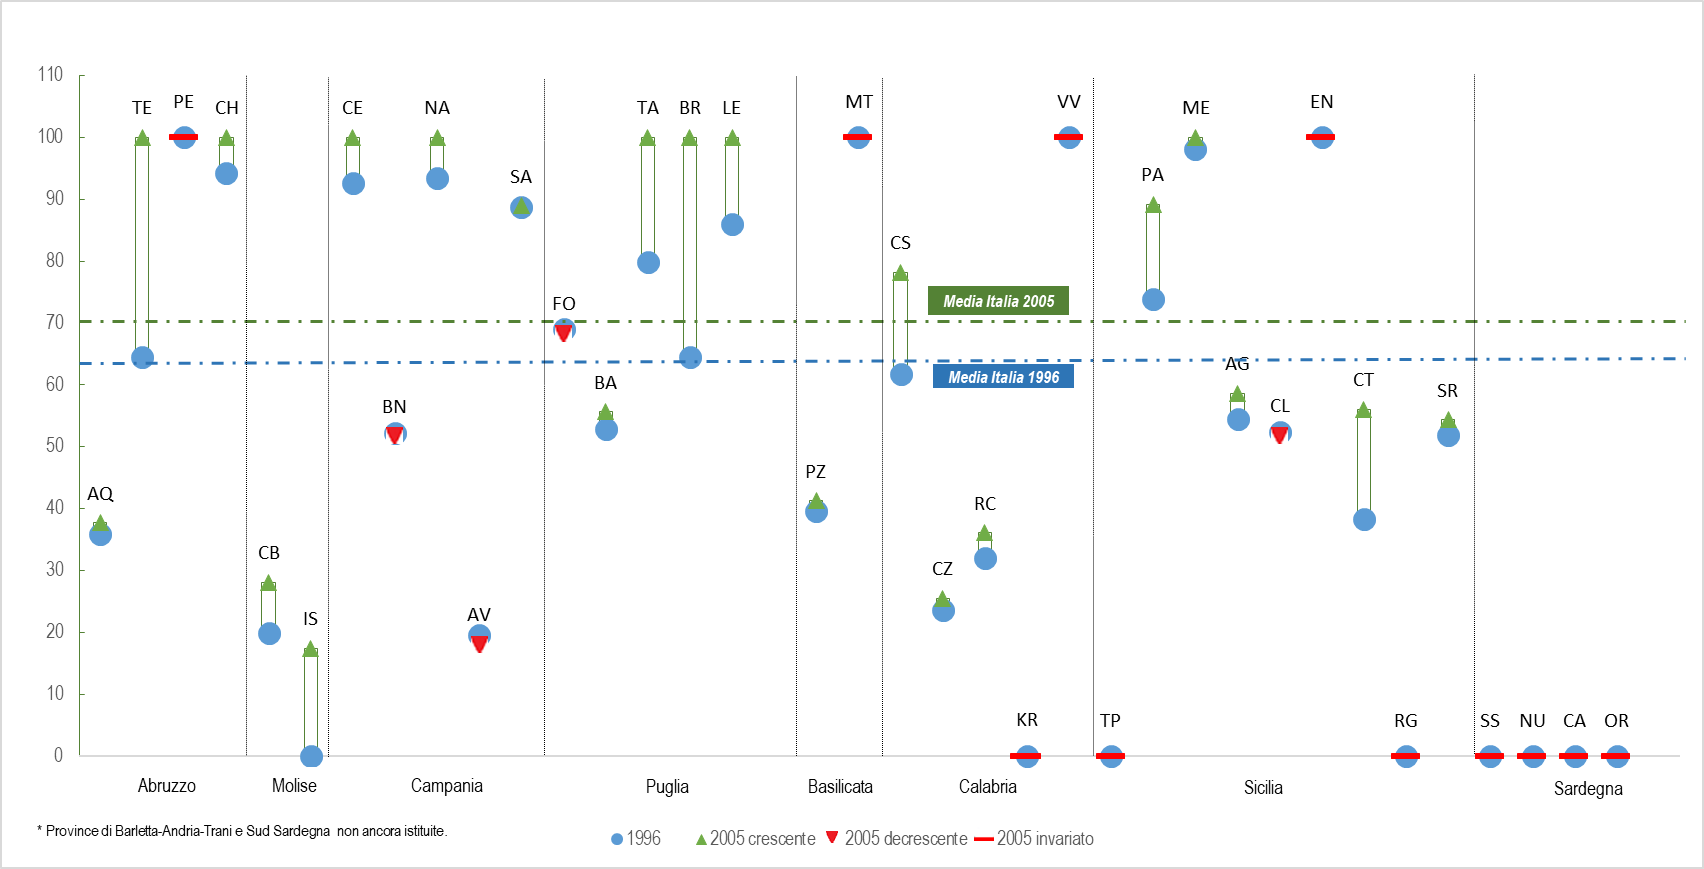 110
TE PE CH CE NA TA BR LE MT VV ME EN
100
SA PA
90
CS
80
FO
Media Italia 2005
70
Media Italia 1996
BA AG CT SR
60
BN CL
50
AQ PZ RC
40
CB CZ
30
IS AV
20
10
KR TP RG SS NU CA OR
0
Abruzzo Molise Campania Puglia Basilicata Calabria Sicilia Sardegna
* Province di Barletta-Andria-Trani e Sud Sardegna non ancora istituite.
1996 2005 crescente 2005 decrescente 2005 invariato